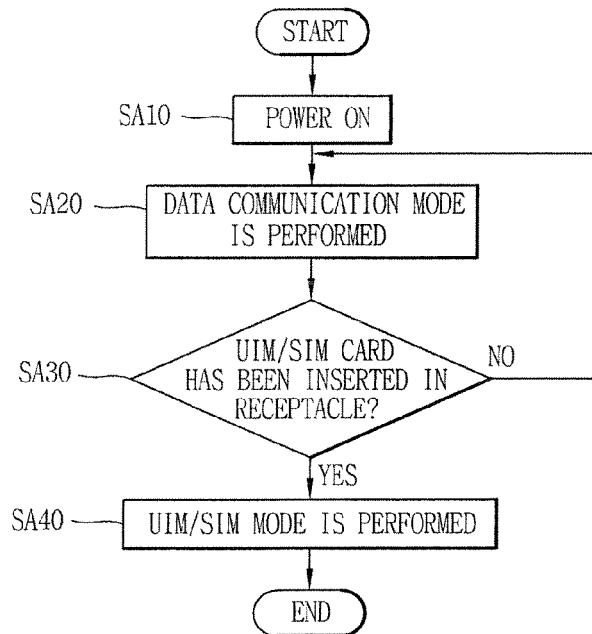 START
SA10
POWER ON
SA20
DATA COMMUNICATION MODE
IS PERFORMED
UIM/SIM CARD
HAS BEEN INSERTED IN
RECEPTACLE?
SA30
NO
YES
SA40
UIM/SIM MODE IS PERFORMED
END